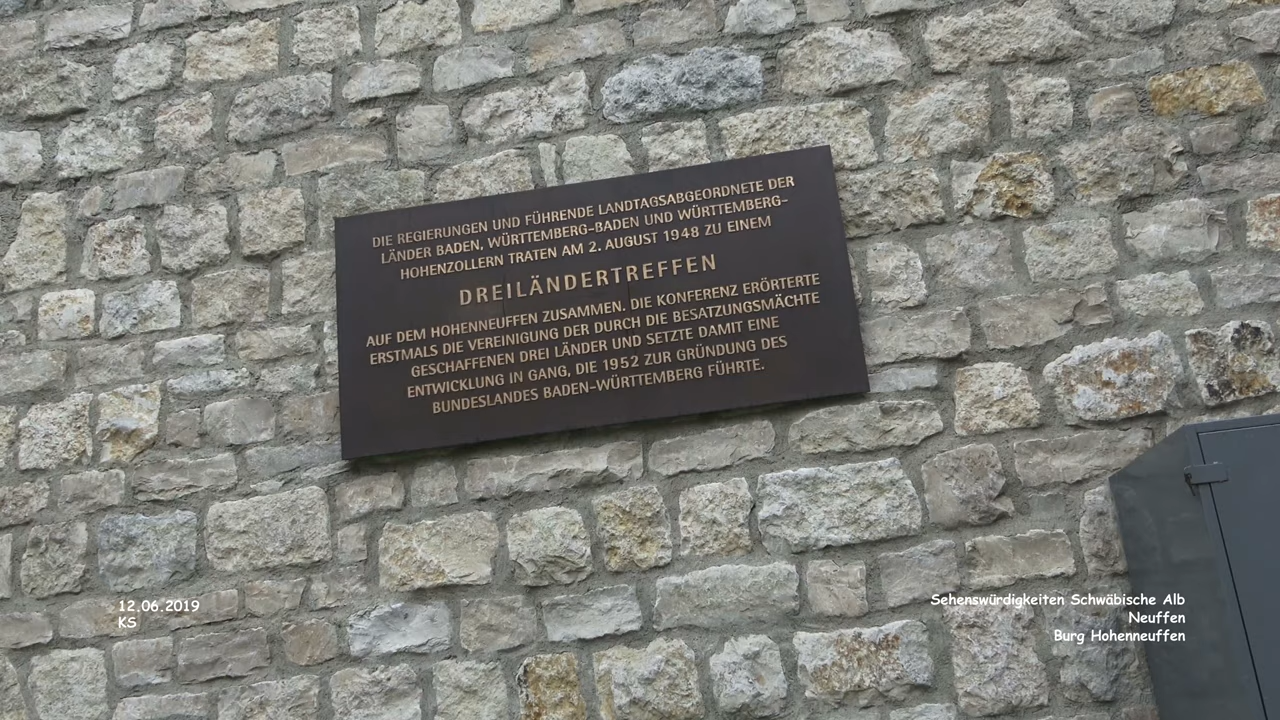 DIE REGIERUNGEN UND FÜHRENDE LANDTAGSABGEORDNETE DER
LÄNDER BADEN, WÜRTTEMBERG-BADEN UND WÜRTTEMBERG-
HOHENZOLLERN TRATEN AM 2. AUGUST 1948 ZU EINEM
DREILÄNDERTREFFEN
AUF DEM HOHENNEUFFEN ZUSAMMEN. DIE KONFERENZ ERÖRTERTE
ERSTMALS DIE VEREINIGUNG DER DURCH DIE BESATZUNGSMÄCHTE
GESCHAFFENEN DREI LÄNDER UND SETZTE DAMIT EINE
ENTWICKLUNG IN GANG, DIE 1952 ZUR GRÜNDUNG DES
BUNDESLANDES BADEN-WÜRTTEMBERG FÜHRTE.
12.06.2019
KS
Sehenswürdigkeiten Schwäbische Alb
Neuffen
Burg Hohenneuffen